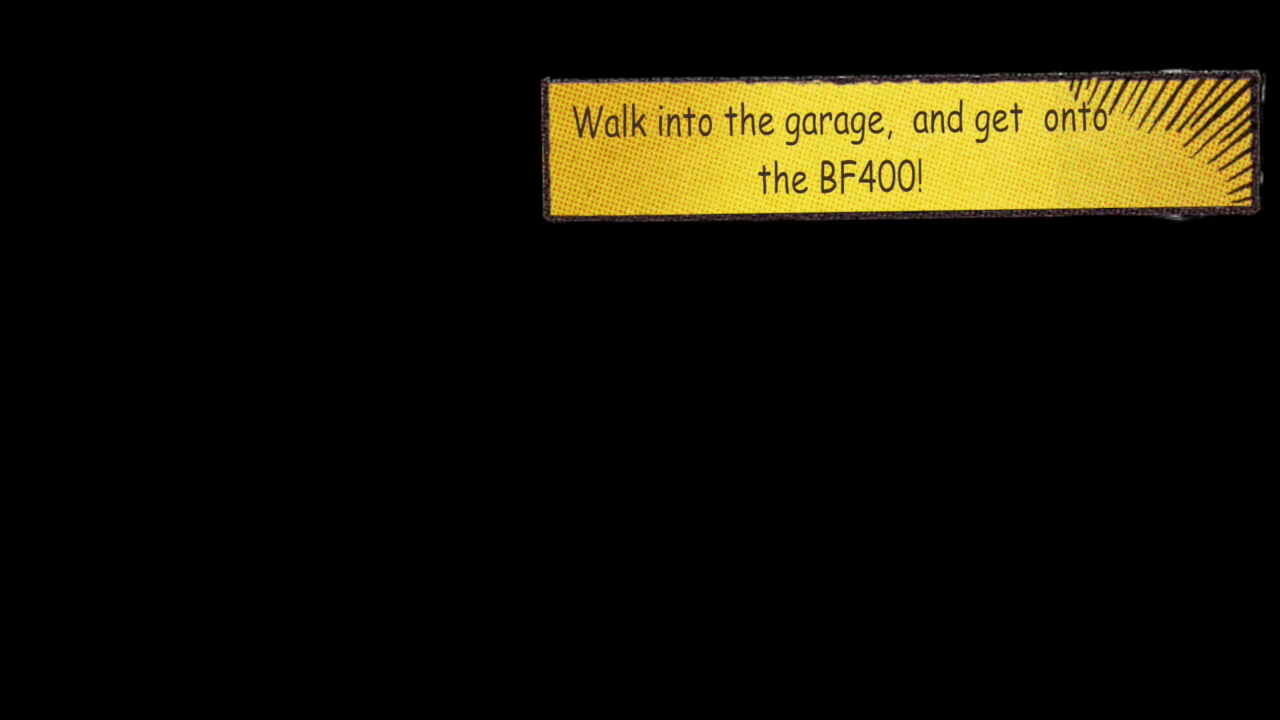 Walk into the garage, and get onto
the BF400!